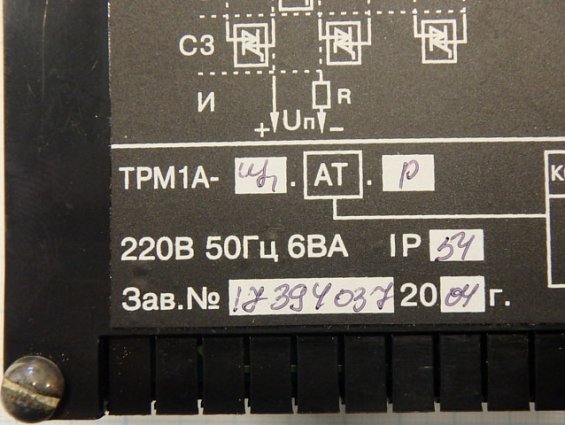 С3
И
R
+ Uп −
ТРМ1А- Щ1 . АТ . Р
220В 50Гц 6ВА IP 54
Зав.№ 17394037 2004 г.